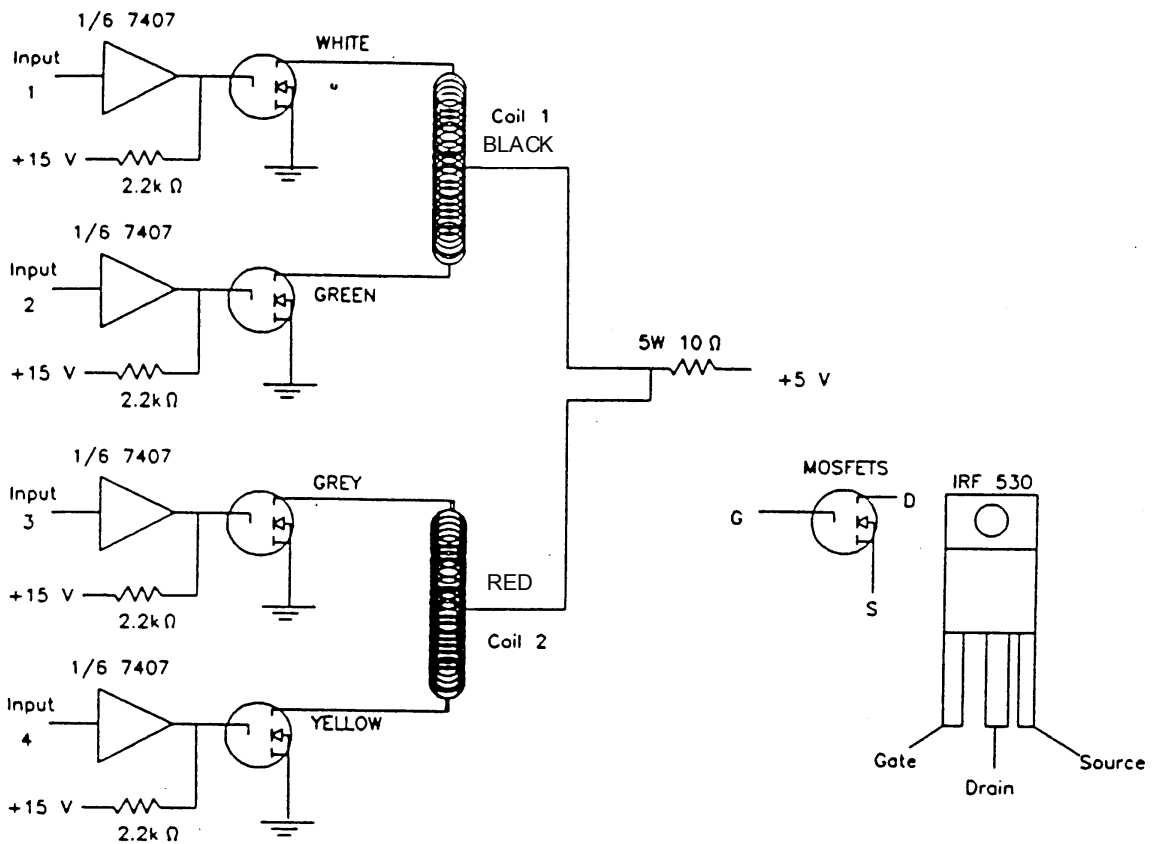 1/6 7407
Input
1
WHITE
Coil 1
BLACK
+15 V
2.2k Ω
1/6 7407
Input
2
GREEN
+15 V
2.2k Ω
5W 10 Ω
+5 V
1/6 7407
Input
3
GREY
RED
+15 V
2.2k Ω
Coil 2
1/6 7407
Input
4
YELLOW
+15 V
2.2k Ω
MOSFETS
G
D
S
IRF 530
Gate
Drain
Source